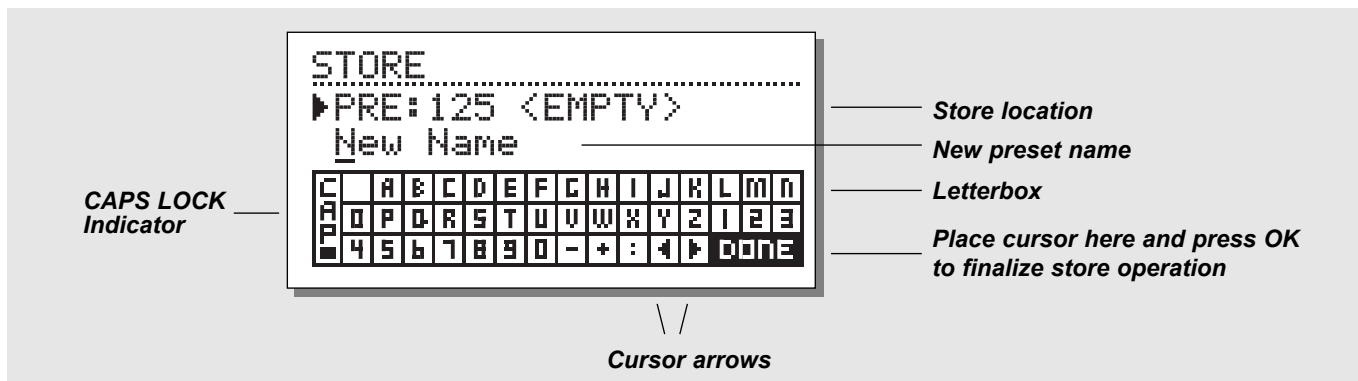 STORE
▶PRE:125 <EMPTY>
New Name
CAP A B C D E F G H I J K L M N
O P Q R S T U V W X Y Z 1 2 3
4 5 6 7 8 9 0 - + : ◀ ▶ DONE
Store location
New preset name
Letterbox
Place cursor here and press OK
to finalize store operation
CAPS LOCK
Indicator
Cursor arrows